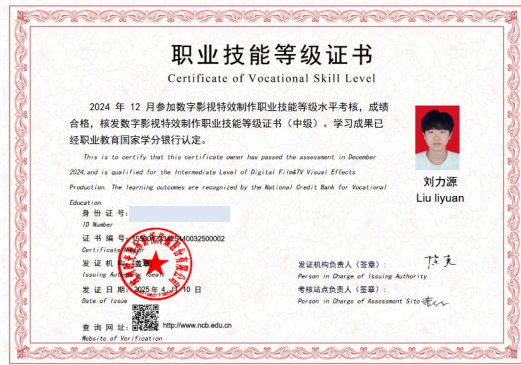 职业技能等级证书
Certificate of Vocational Skill Level
2024 年 12 月参加数字影视特效制作职业技能等级水平考核，成绩
合格，核发数字影视特效制作职业技能等级证书（中级）。学习成果已
经职业教育国家学分银行认定。
This is to certify that this certificate owner has passed the assessment in December
2024,and is qualified for the Intermediate Level of Digital Film&TV Visual Effects
Production. The learning outcomes are recognized by the National Credit Bank for Vocational
Education.
刘力源
Liu liyuan
身 份 证 号:
ID Number
证 书 编 号:
Certificate
发 证 机 构:盖章
Issuing Authority
发 证 日 期: 2025年 4 月 10 日
Date of Issue
查 询 网 址: http://www.ncb.edu.cn
Website of Verification
发证机构负责人（签章）:
Person in Charge of Issuing Authority
考核站点负责人（签章）:
Person in Charge of Assessment Site